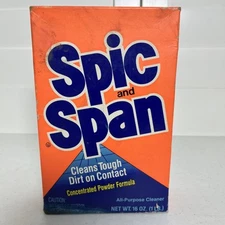 Spic
and
Span
Cleans Tough
Dirt on Contact
Concentrated Powder Formula
All-Purpose Cleaner
NET WT. 16 OZ. (1 LB.)